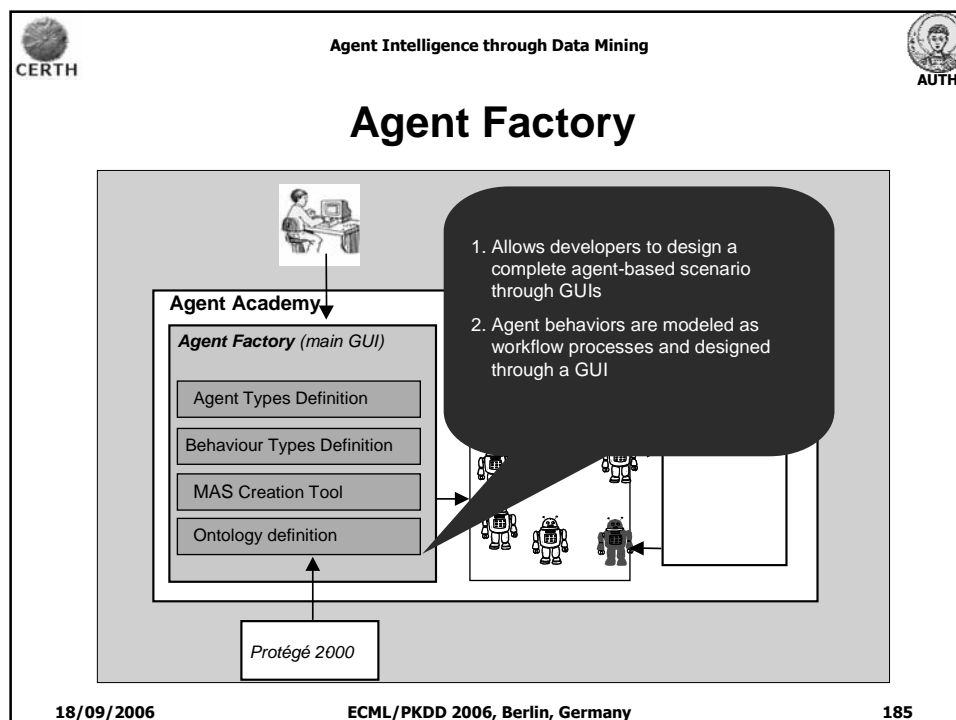 Agent Intelligence through Data Mining
CERTH
AUTH
Agent Factory
1. Allows developers to design a
complete agent-based scenario
through GUIs
2. Agent behaviors are modeled as
workflow processes and designed
through a GUI
Agent Academy
Agent Factory (main GUI)
Agent Types Definition
Behaviour Types Definition
MAS Creation Tool
Ontology definition
Protégé 2000
18/09/2006
ECML/PKDD 2006, Berlin, Germany
185